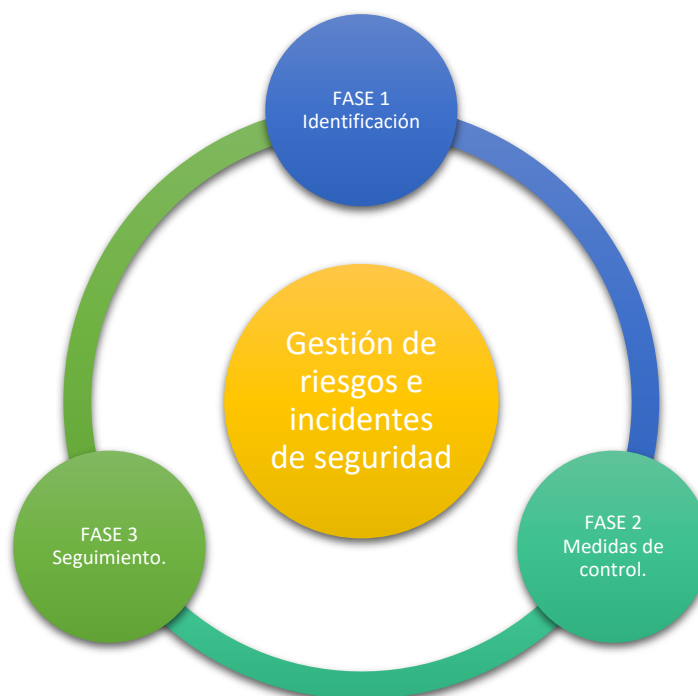 FASE 1
Identificación
Gestión de
riesgos e
incidentes
de seguridad
FASE 3
Seguimiento.
FASE 2
Medidas de
control.